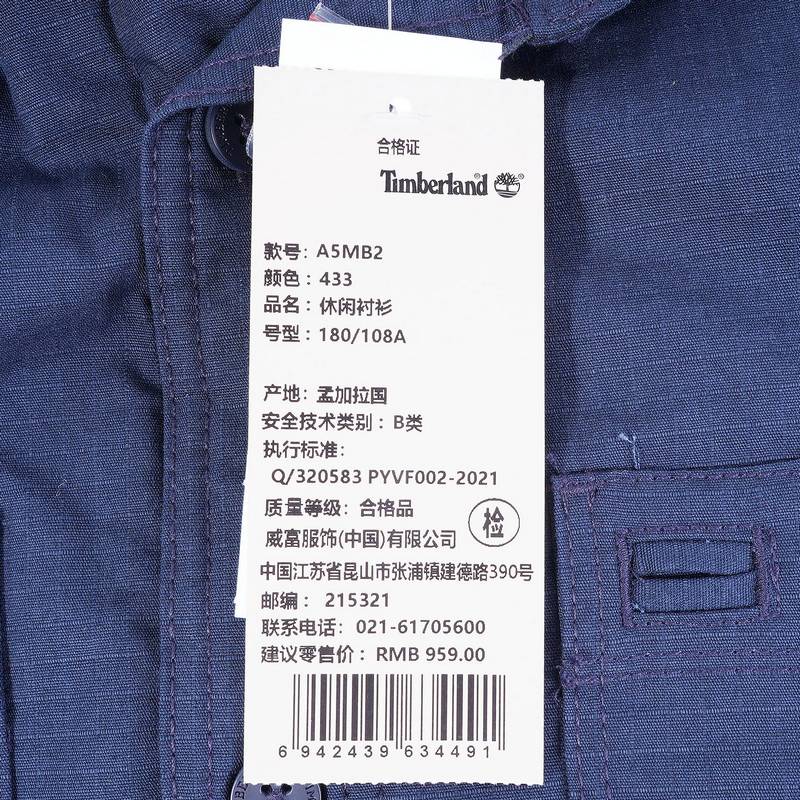 合格证
Timberland
款号: A5MB2
颜色: 433
品名: 休闲衬衫
号型: 180/108A
产地: 孟加拉国
安全技术类别: B类
执行标准:
Q/320583 PYVF002-2021
质量等级: 合格品
检
威富服饰(中国)有限公司
中国江苏省昆山市张浦镇建德路390号
邮编: 215321
联系电话: 021-61705600
建议零售价: RMB 959.00
6 942439 634491